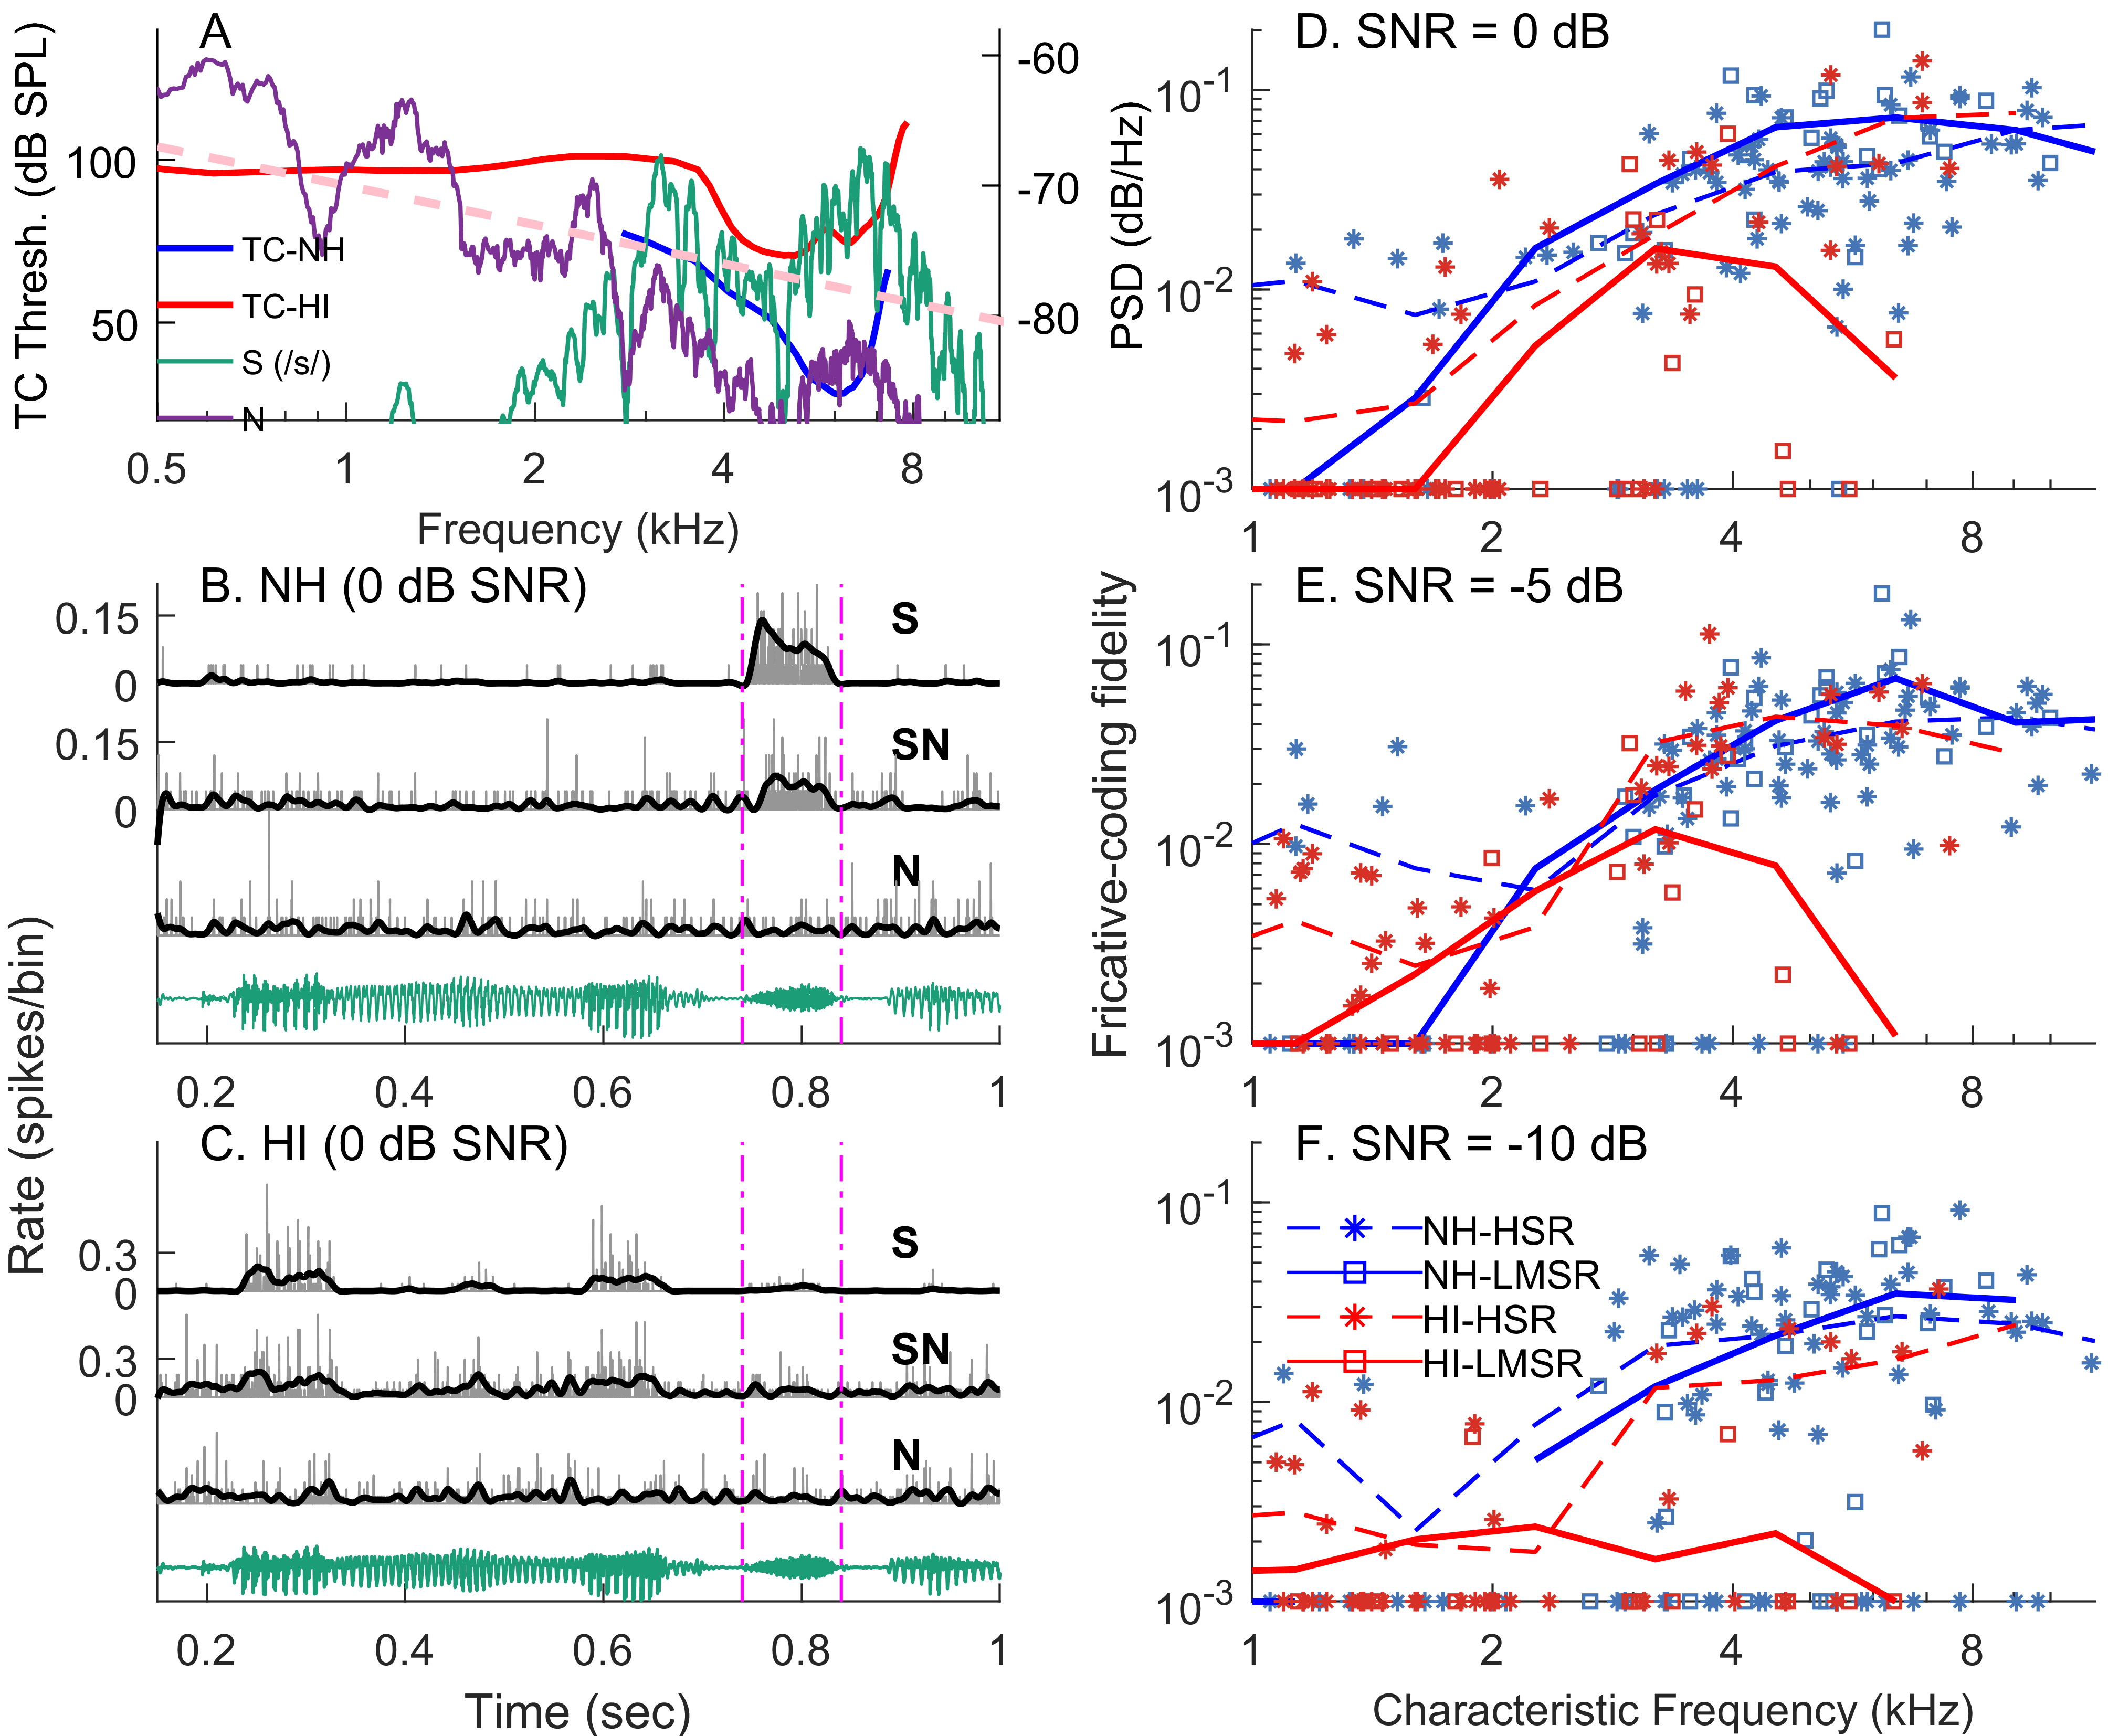 A
TC Thresh. (dB SPL)
100
50
TC-NH
TC-HI
S (/s/)
N
-60
-70
-80
PSD (dB/Hz)
0.5 1 2 4 8
Frequency (kHz)
B. NH (0 dB SNR)
0.15
0
S
0.15
0
SN
N
0.2 0.4 0.6 0.8 1
Rate (spikes/bin)
C. HI (0 dB SNR)
0.3
0
S
0.3
0
SN
N
0.2 0.4 0.6 0.8 1
Time (sec)
D. SNR = 0 dB
10-1
10-2
10-3
1 2 4 8
Fricative-coding fidelity
E. SNR = -5 dB
10-1
10-2
10-3
1 2 4 8
F. SNR = -10 dB
10-1
10-2
10-3
NH-HSR
NH-LMSR
HI-HSR
HI-LMSR
1 2 4 8
Characteristic Frequency (kHz)